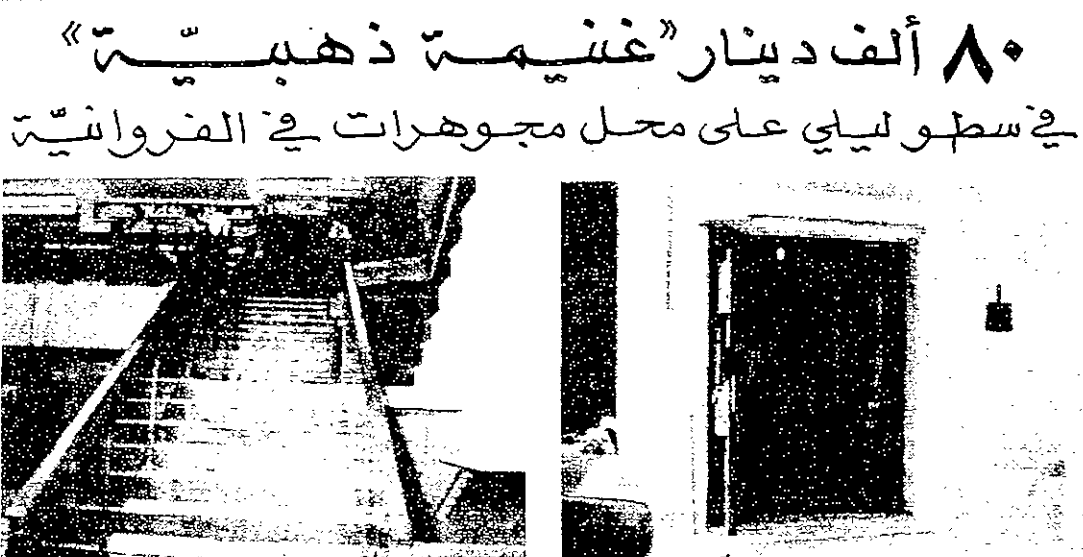 ٨٠ ألف دينار «غنيمة ذهبيّة»
في سطو ليلي على محل مجوهرات في الفروانيّة